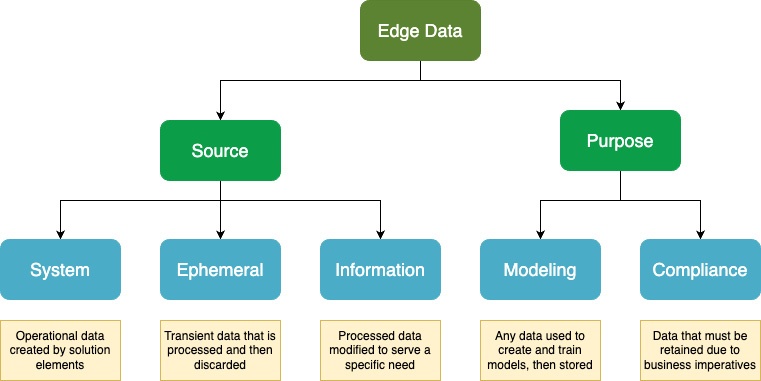 Edge Data
Source
Purpose
System
Ephemeral
Information
Modeling
Compliance
Operational data
created by solution
elements
Transient data that is
processed and then
discarded
Processed data
modified to serve a
specific need
Any data used to
create and train
models, then stored
Data that must be
retained due to
business imperatives